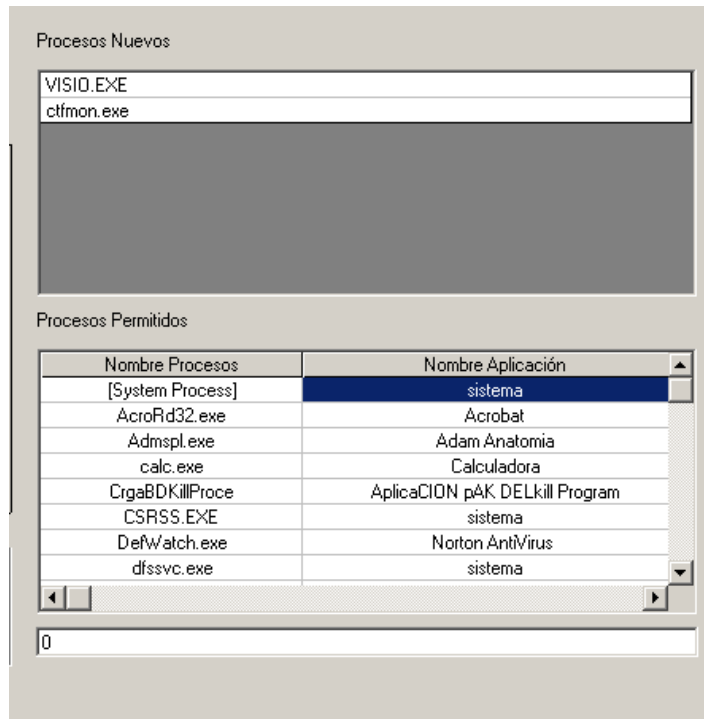 Procesos Nuevos
VISIO.EXE
ctfmon.exe
Procesos Permitidos
Nombre Procesos Nombre Aplicación
[System Process] sistema
AcroRd32.exe Acrobat
Admspl.exe Adam Anatomia
calc.exe Calculadora
CrgaBDKillProce AplicaCION pAK DELkill Program
CSRSS.EXE sistema
DefWatch.exe Norton AntiVirus
dfssvc.exe sistema
0